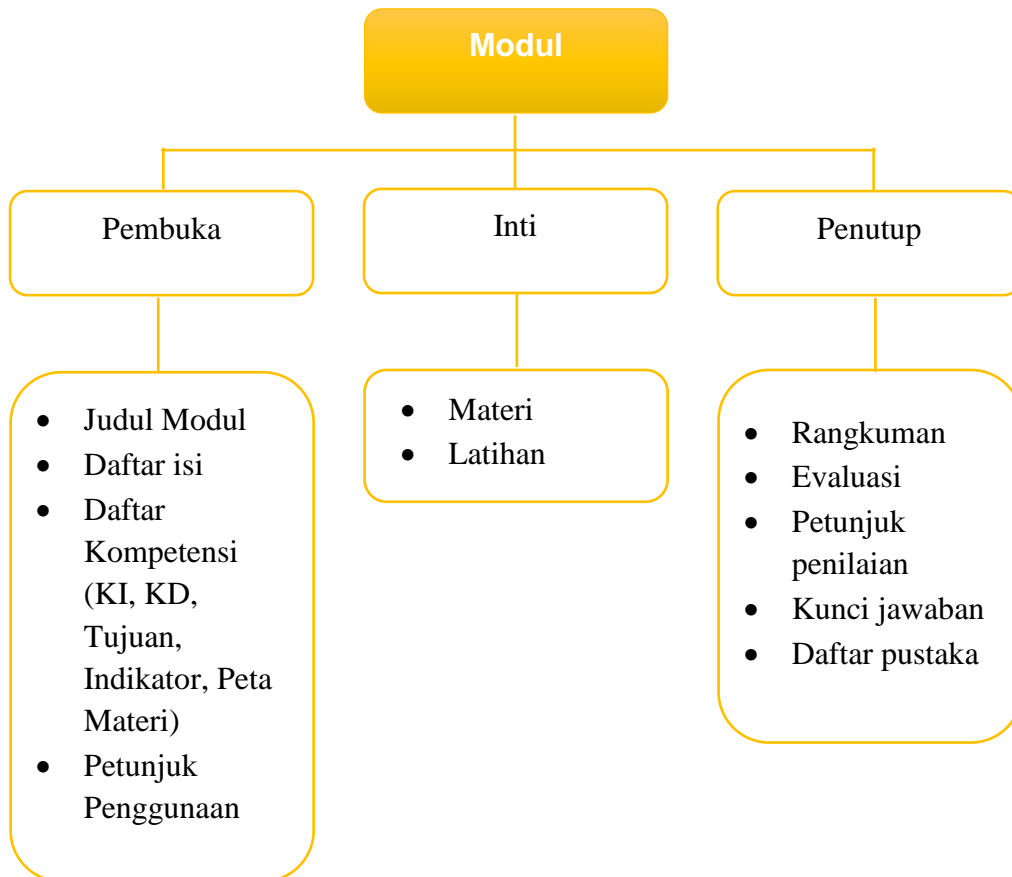 Modul
Pembuka
Inti
Penutup
• Judul Modul
• Daftar isi
• Daftar
Kompetensi
(KI, KD,
Tujuan,
Indikator, Peta
Materi)
• Petunjuk
Penggunaan
• Materi
• Latihan
• Rangkuman
• Evaluasi
• Petunjuk
penilaian
• Kunci jawaban
• Daftar pustaka